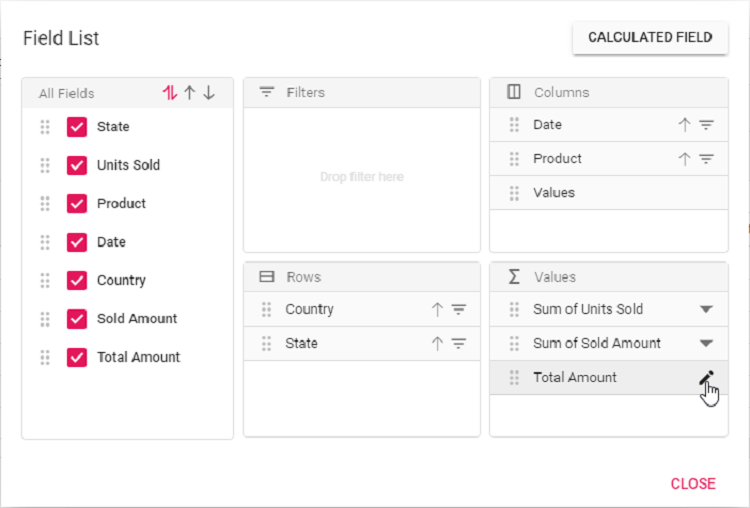 Field List
CALCULATED FIELD
All Fields
State
Units Sold
Product
Date
Country
Sold Amount
Total Amount
Filters
Drop filter here
Columns
Date
Product
Values
Rows
Country
State
Values
Sum of Units Sold
Sum of Sold Amount
Total Amount
CLOSE